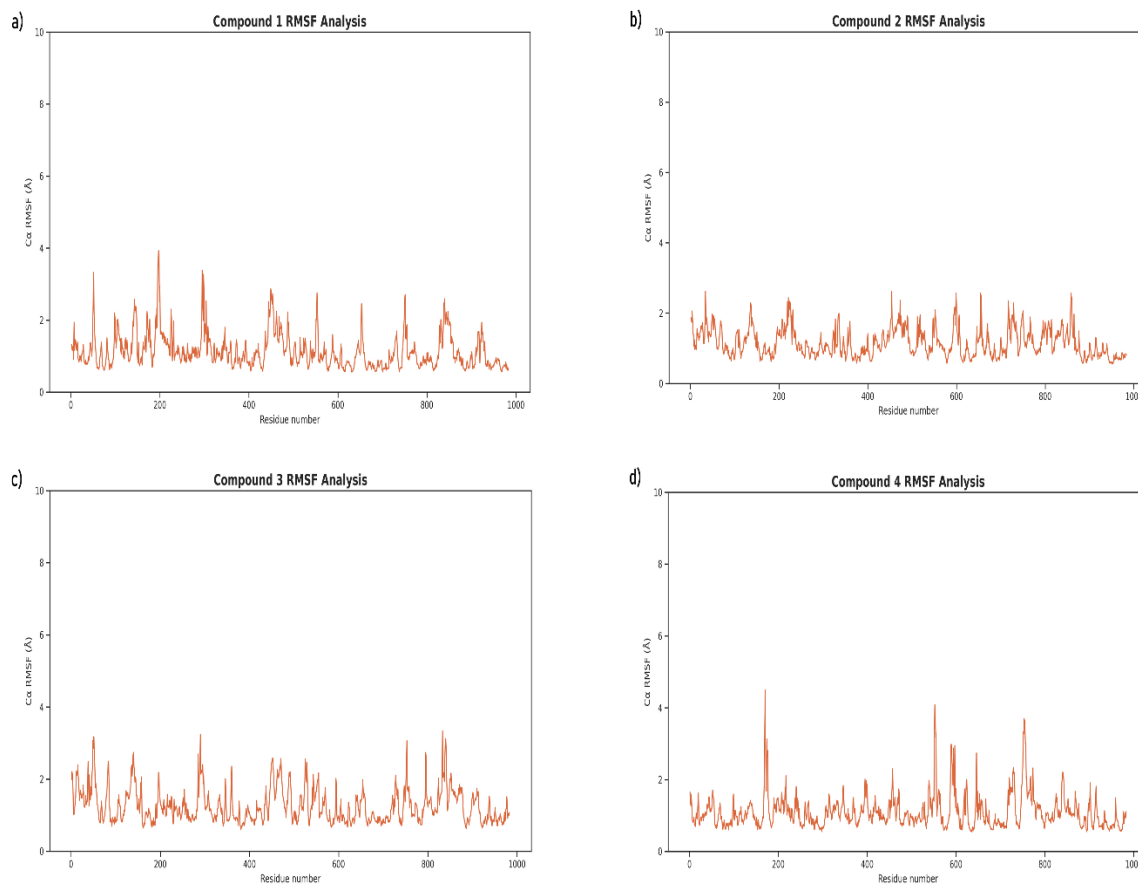 a)
Compound 1 RMSF Analysis
10
8
6
4
2
0
Cα RMSF (Å)
0 200 400 600 800 1000
Residue number
b)
Compound 2 RMSF Analysis
10
8
6
4
2
0
Cα RMSF (Å)
0 200 400 600 800 100
Residue number
c)
Compound 3 RMSF Analysis
10
8
6
4
2
0
Cα RMSF (Å)
0 200 400 600 800 1000
Residue number
d)
Compound 4 RMSF Analysis
10
8
6
4
2
0
Cα RMSF (Å)
0 200 400 600 800 100
Residue number